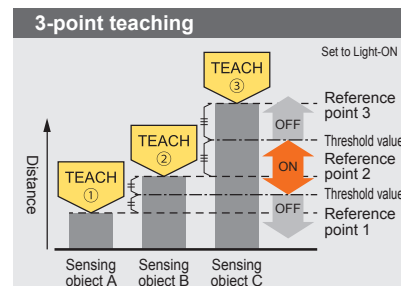 3-point teaching
Set to Light-ON
TEACH
③
TEACH
②
TEACH
①
Distance
OFF
ON
OFF
Reference
point 3
Threshold value
Reference
point 2
Threshold value
Reference
point 1
Sensing
object A
Sensing
object B
Sensing
object C